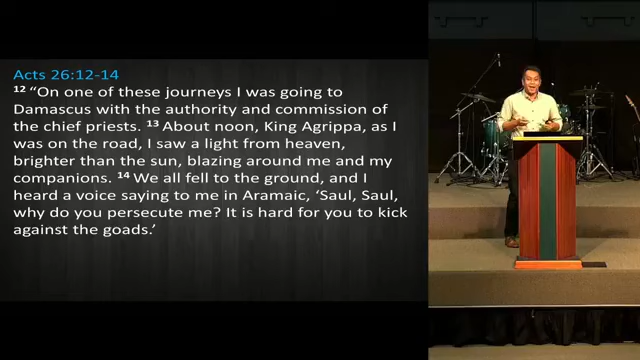 Acts 26:12-14
12 “On one of these journeys I was going to
Damascus with the authority and commission of
the chief priests. 13 About noon, King Agrippa, as I
was on the road, I saw a light from heaven,
brighter than the sun, blazing around me and my
companions. 14 We all fell to the ground, and I
heard a voice saying to me in Aramaic, ‘Saul, Saul,
why do you persecute me? It is hard for you to kick
against the goads.’